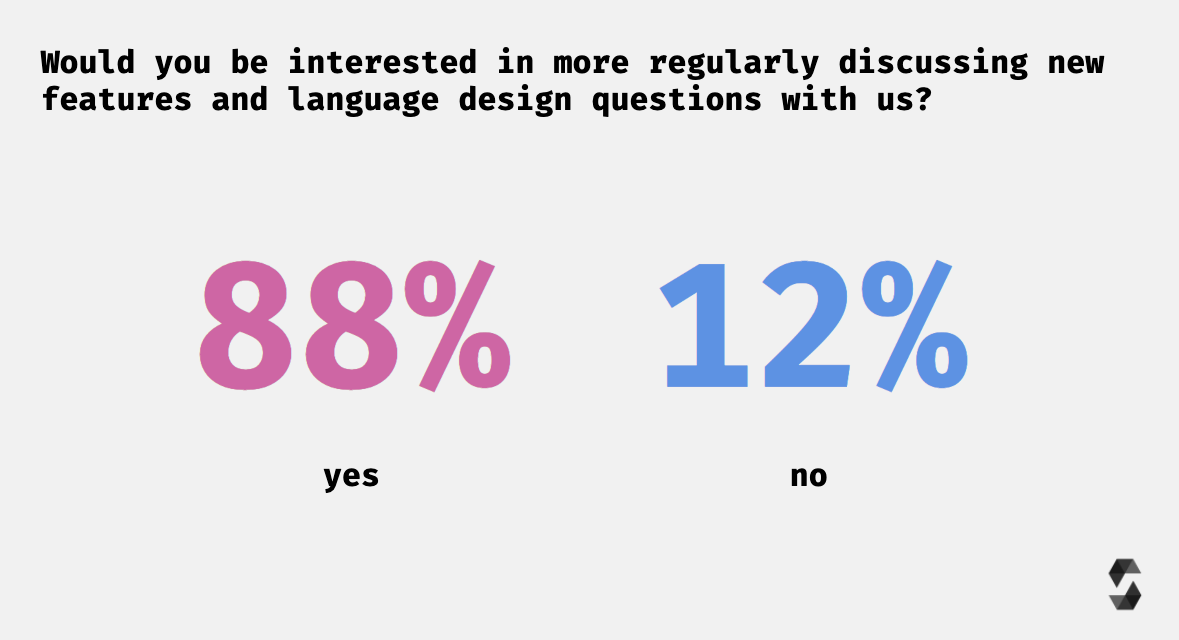 Would you be interested in more regularly discussing new
features and language design questions with us?
88% 12%
yes no